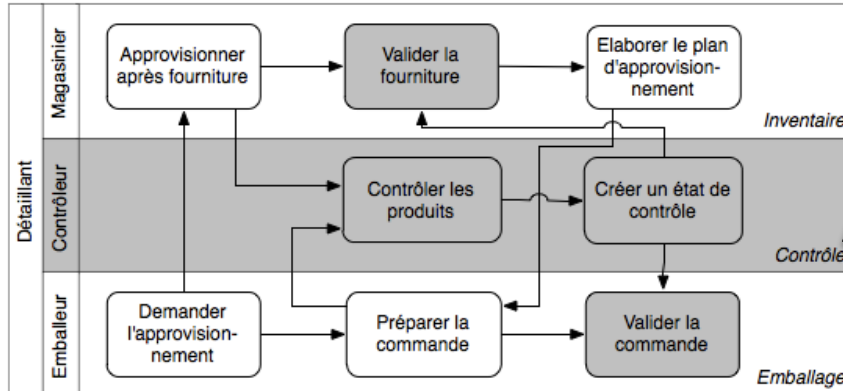 Détaillant
Magasinier
Approvisionner
après fourniture
Valider la
fourniture
Elaborer le plan
d'approvision-
nement
Inventaire
Contrôleur
Contrôler les
produits
Créer un état de
contrôle
Contrôle
Emballeur
Demander
l'approvision-
nement
Préparer la
commande
Valider la
commande
Emballage